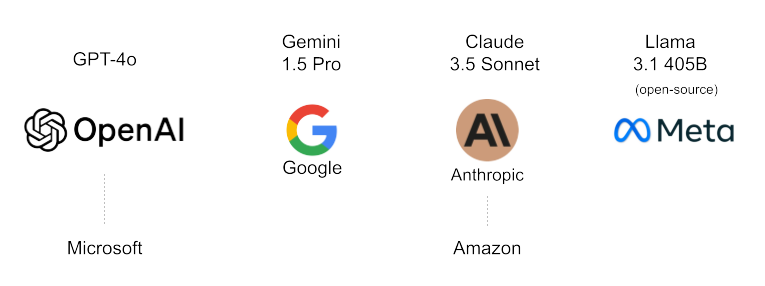 GPT-4o
Gemini
1.5 Pro
Claude
3.5 Sonnet
Llama
3.1 405B
(open-source)
OpenAI
Google
AI
Anthropic
Meta
Microsoft
Amazon